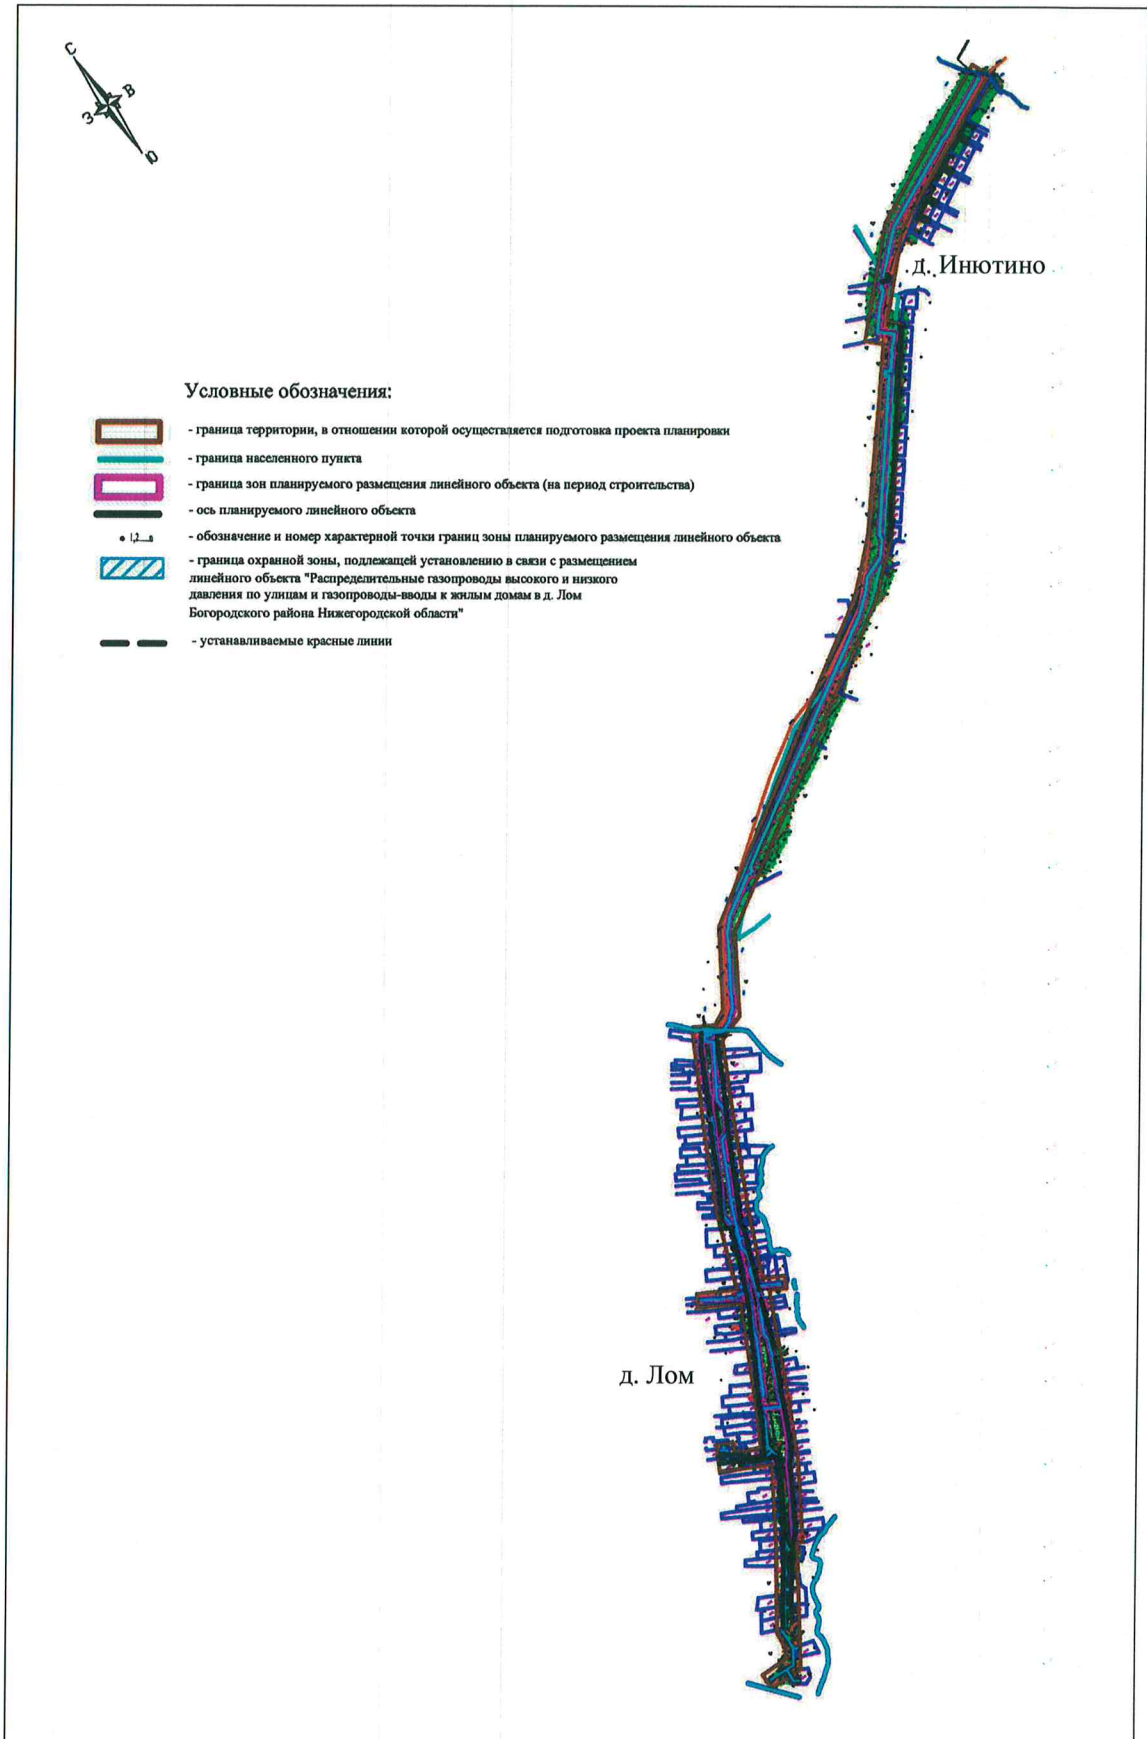 С
В
З
Ю
д. Инютино
Условные обозначения:
- граница территории, в отношении которой осуществляется подготовка проекта планировки
- граница населенного пункта
- граница зон планируемого размещения линейного объекта (на период строительства)
- ось планируемого линейного объекта
1,2...n - обозначение и номер характерной точки границ зоны планируемого размещения линейного объекта
- граница охранной зоны, подлежащей установлению в связи с размещением
линейного объекта "Распределительные газопроводы высокого и низкого
давления по улицам и газопроводы-вводы к жилым домам в д. Лом
Богородского района Нижегородской области"
- устанавливаемые красные линии
д. Лом